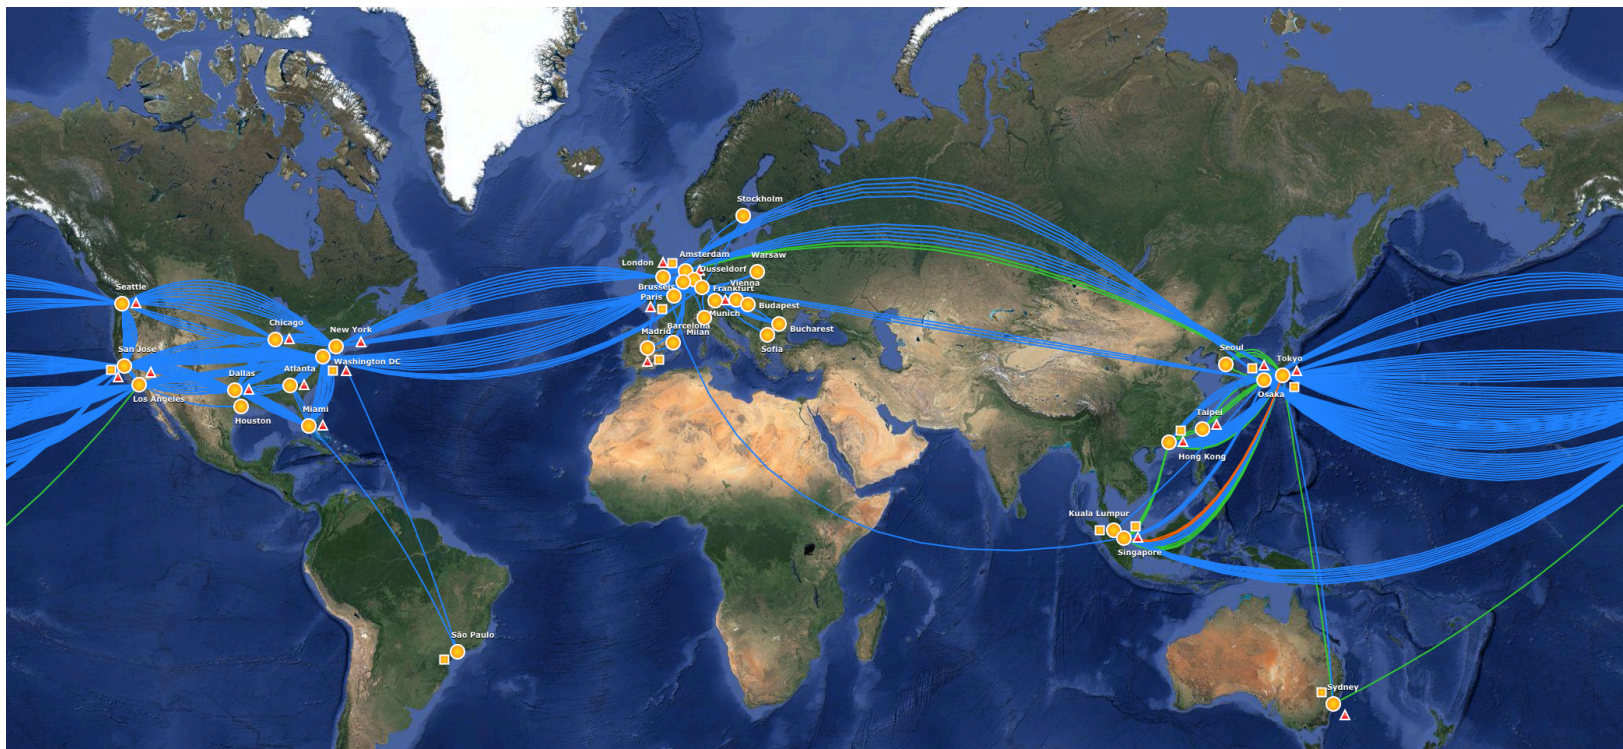 Stockholm
Amsterdam
Warsaw
London
Dusseldorf
Vienna
Brussels
Frankfurt
Paris
Budapest
Munich
Barcelona
Bucharest
Madrid
Milan
Sofia
Seattle
Chicago
New York
San Jose
Washington DC
Dallas
Atlanta
Los Angeles
Miami
Houston
São Paulo
Seoul
Tokyo
Osaka
Taipei
Hong Kong
Kuala Lumpur
Singapore
Sydney